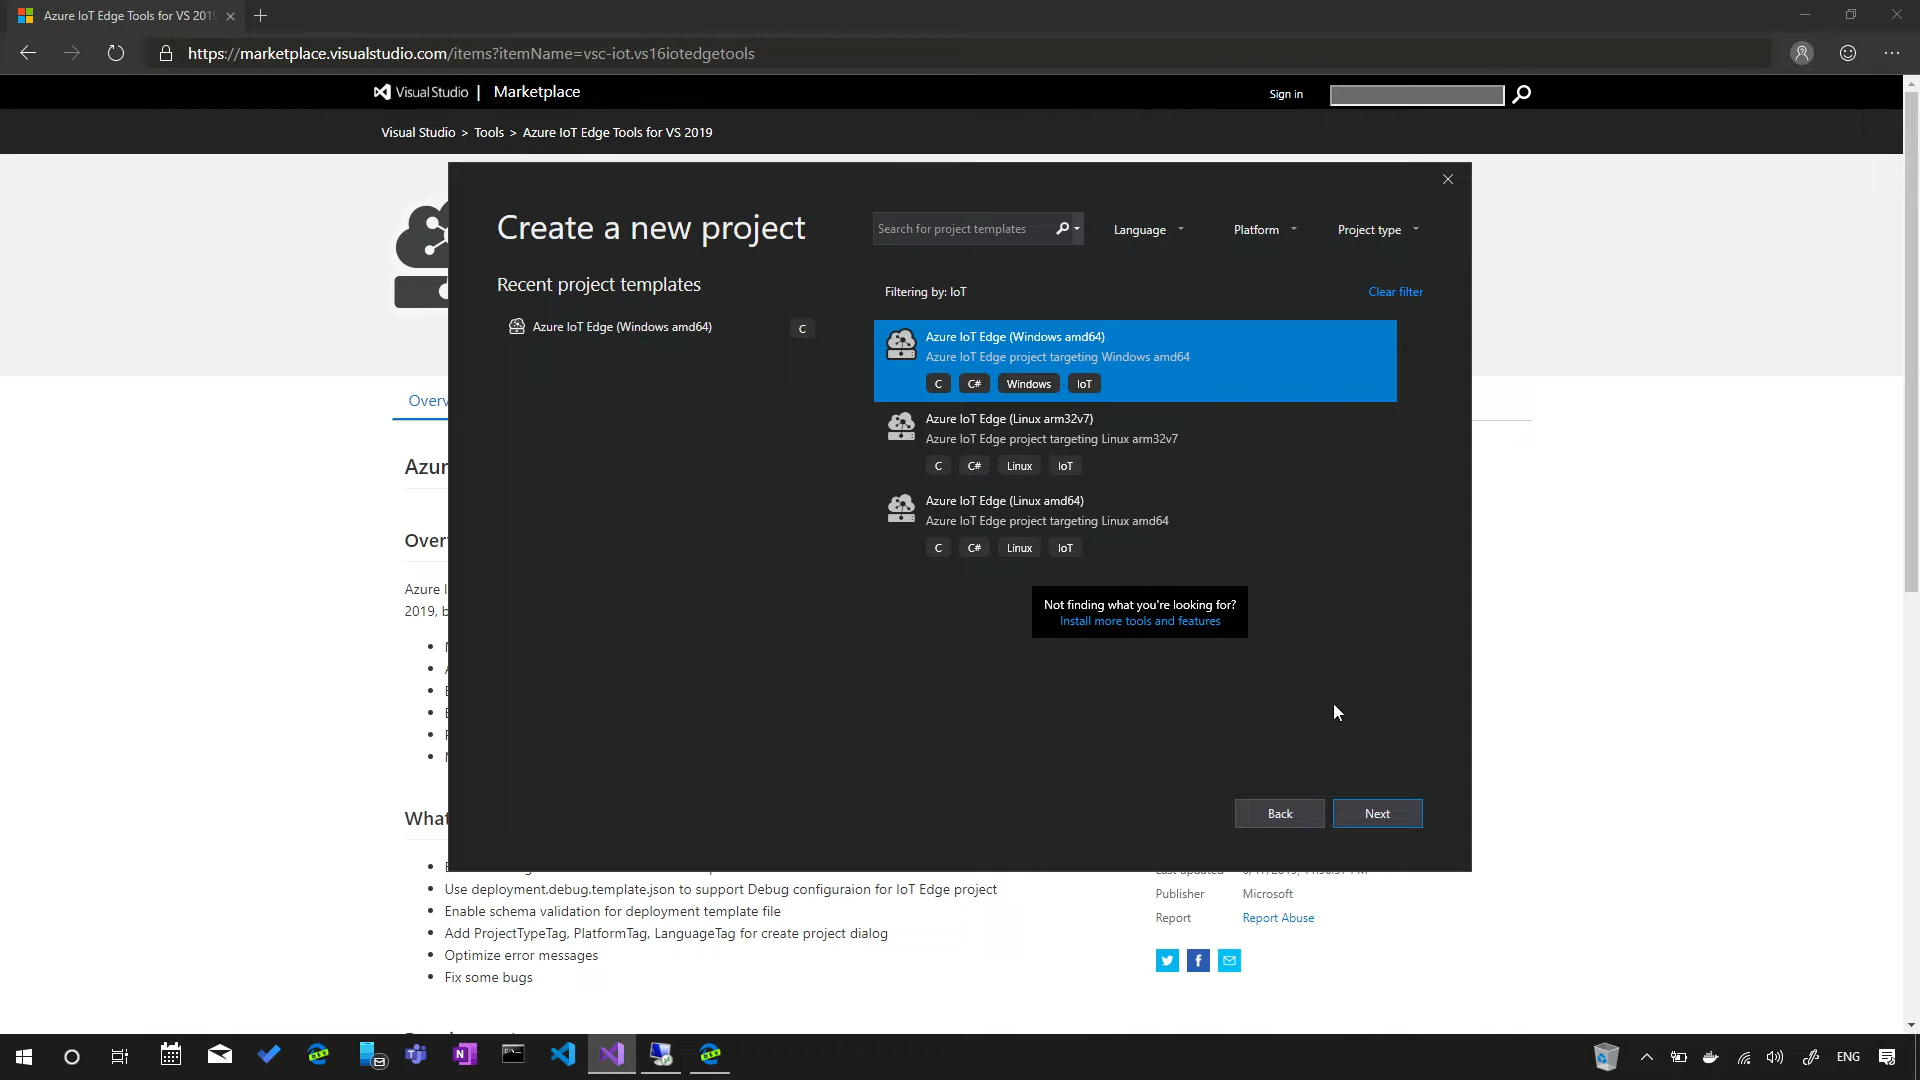 Azure IoT Edge Tools for VS 201
https://marketplace.visualstudio.com/items?itemName=vsc-iot.vs16iotedgetools
Visual Studio | Marketplace
Sign in
Visual Studio > Tools > Azure IoT Edge Tools for VS 2019
Create a new project
Search for project templates
Language
Platform
Project type
Recent project templates
Filtering by: IoT
Clear filter
Azure IoT Edge (Windows amd64)
C
Azure IoT Edge (Windows amd64)
Azure IoT Edge project targeting Windows amd64
C C# Windows IoT
Azure IoT Edge (Linux arm32v7)
Azure IoT Edge project targeting Linux arm32v7
C C# Linux IoT
Azure IoT Edge (Linux amd64)
Azure IoT Edge project targeting Linux amd64
C C# Linux IoT
Not finding what you're looking for?
Install more tools and features
Back
Next
Overv
Azur
Over
Azure I
2019, b
What
Use deployment.debug.template.json to support Debug configuraion for IoT Edge project
Enable schema validation for deployment template file
Add ProjectTypeTag, PlatformTag, LanguageTag for create project dialog
Optimize error messages
Fix some bugs
Publisher Microsoft
Report Report Abuse
ENG